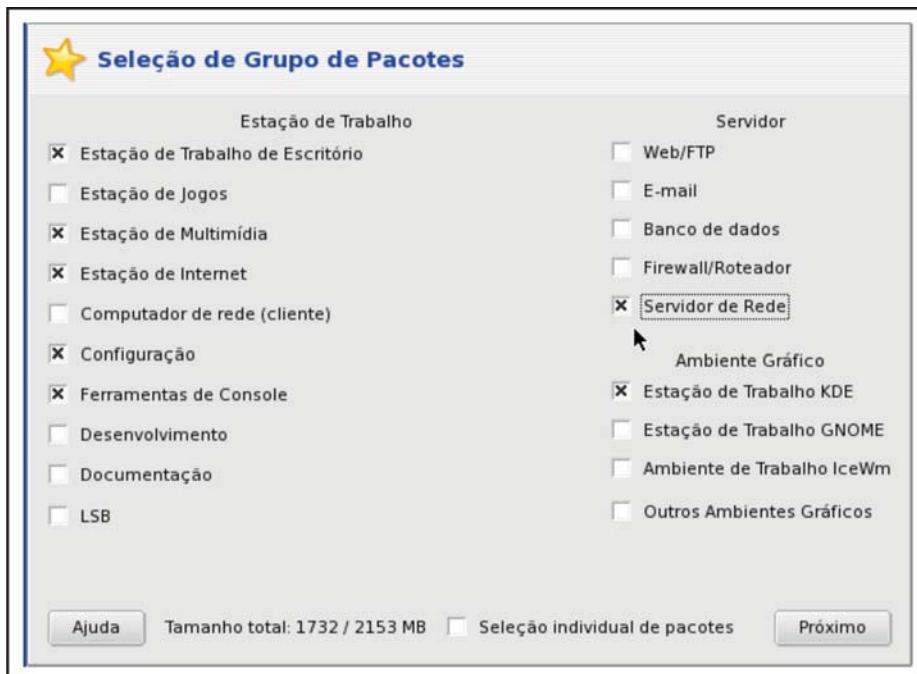 Seleção de Grupo de Pacotes
Estação de Trabalho
Estação de Trabalho de Escritório
Estação de Jogos
Estação de Multimídia
Estação de Internet
Computador de rede (cliente)
Configuração
Ferramentas de Console
Desenvolvimento
Documentação
LSB
Servidor
Web/FTP
E-mail
Banco de dados
Firewall/Roteador
Servidor de Rede
Ambiente Gráfico
Estação de Trabalho KDE
Estação de Trabalho GNOME
Ambiente de Trabalho IceWm
Outros Ambientes Gráficos
Ajuda
Tamanho total: 1732 / 2153 MB
Seleção individual de pacotes
Próximo